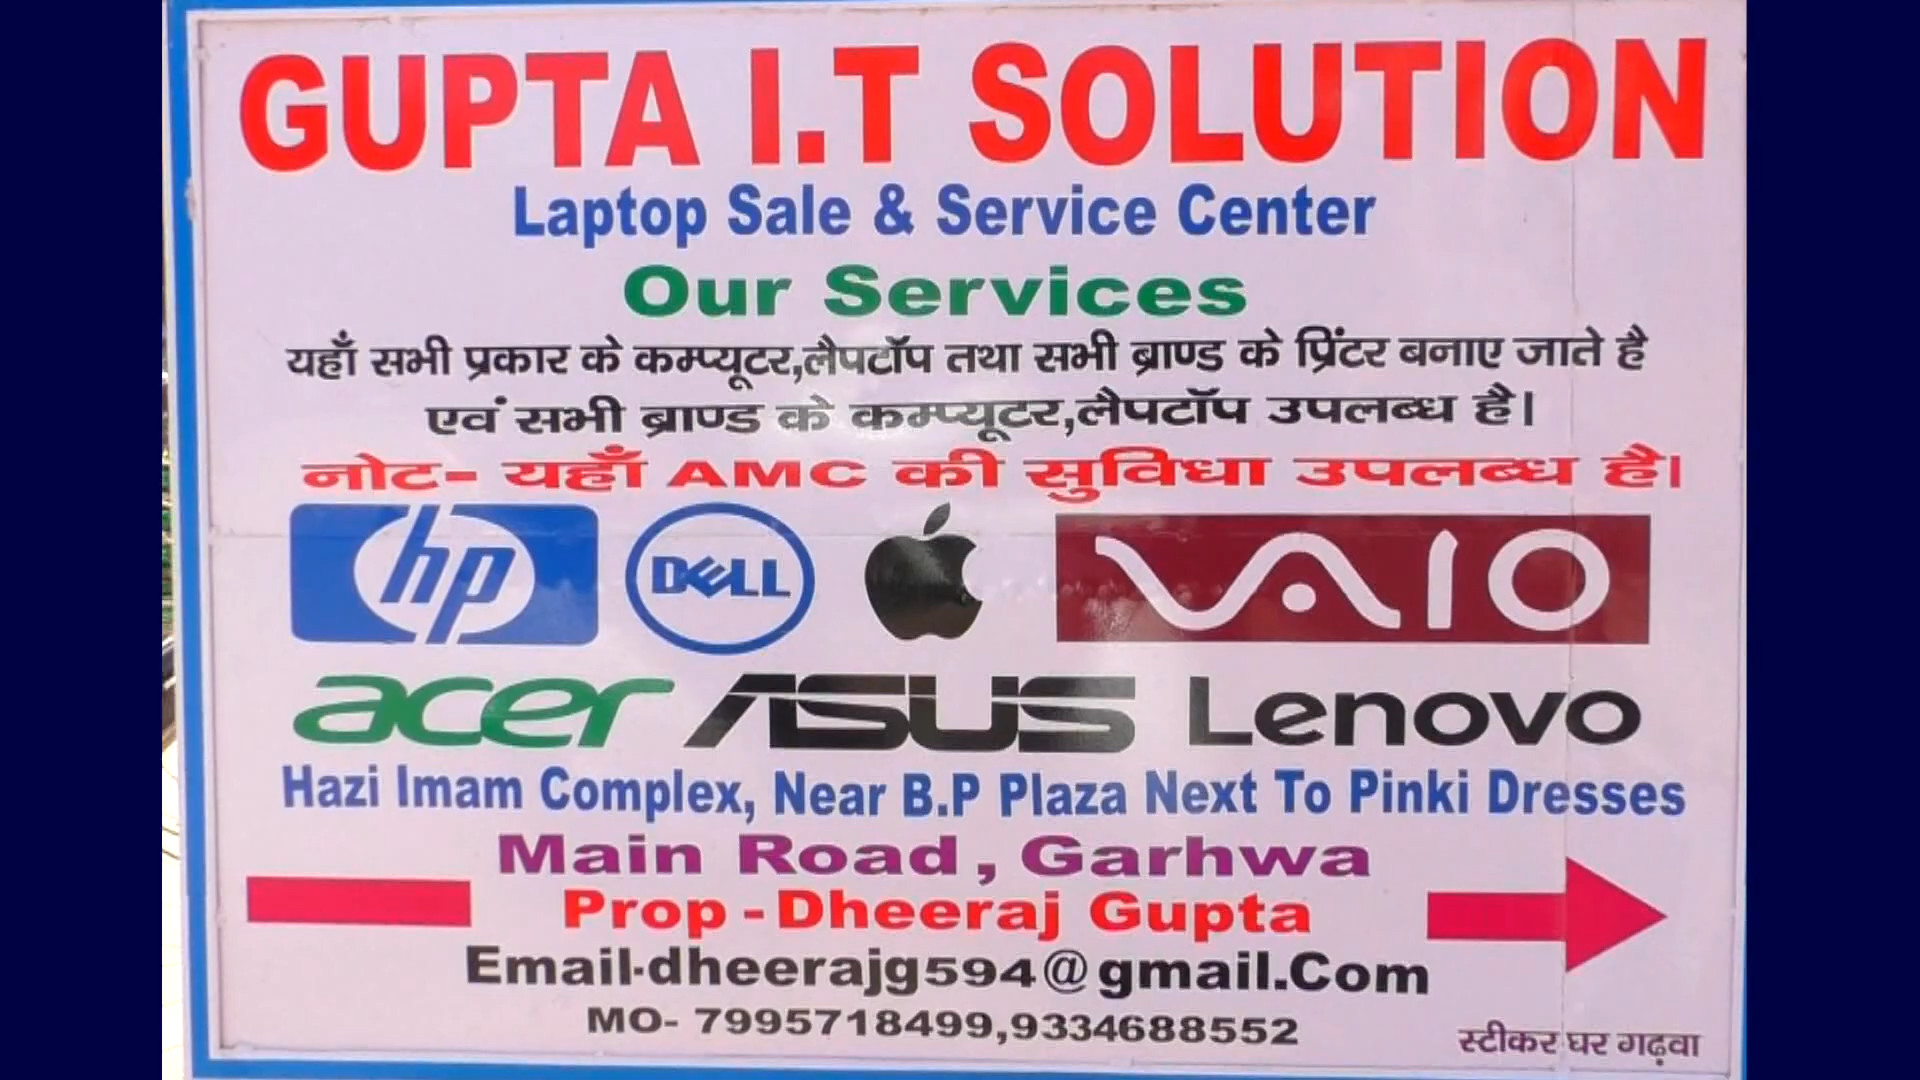 GUPTA I.T SOLUTION
Laptop Sale & Service Center
Our Services
यहाँ सभी प्रकार के कम्प्यूटर,लैपटॉप तथा सभी ब्राण्ड के प्रिंटर बनाए जाते है
एवं सभी ब्राण्ड के कम्प्यूटर,लैपटॉप उपलब्ध है।
नोट- यहाँ AMC की सुविधा उपलब्ध है।
hp DELL VAIO
acer ASUS Lenovo
Hazi Imam Complex, Near B.P Plaza Next To Pinki Dresses
Main Road, Garhwa
Prop - Dheeraj Gupta
Email-dheerajg594@gmail.Com
MO- 7995718499,9334688552
स्टीकर घर गढ़वा